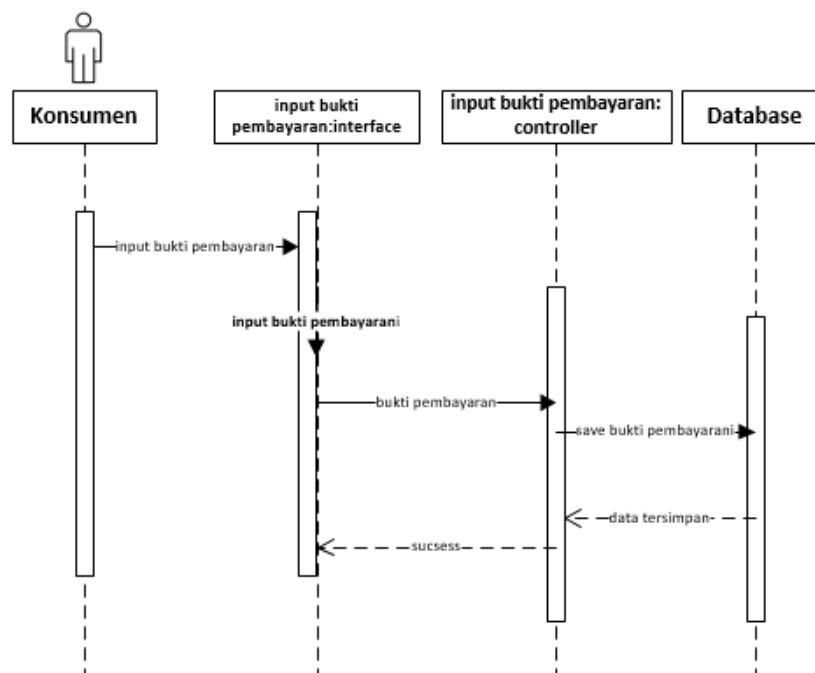 Konsumen
input bukti
pembayaran:interface
input bukti pembayaran:
controller
Database
input bukti pembayaran
input bukti pembayarani
bukti pembayaran
save bukti pembayarani
data tersimpan
sucsess